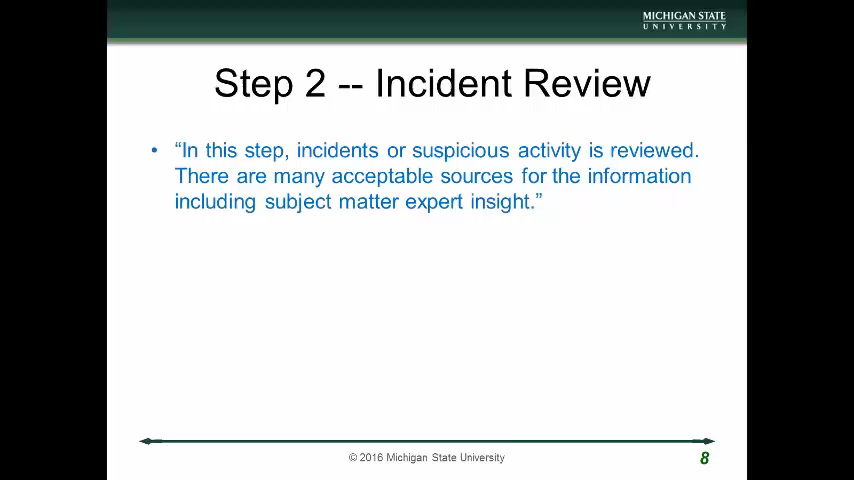 MICHIGAN STATE
UNIVERSITY
Step 2 -- Incident Review
• “In this step, incidents or suspicious activity is reviewed.
There are many acceptable sources for the information
including subject matter expert insight.”
© 2016 Michigan State University
8